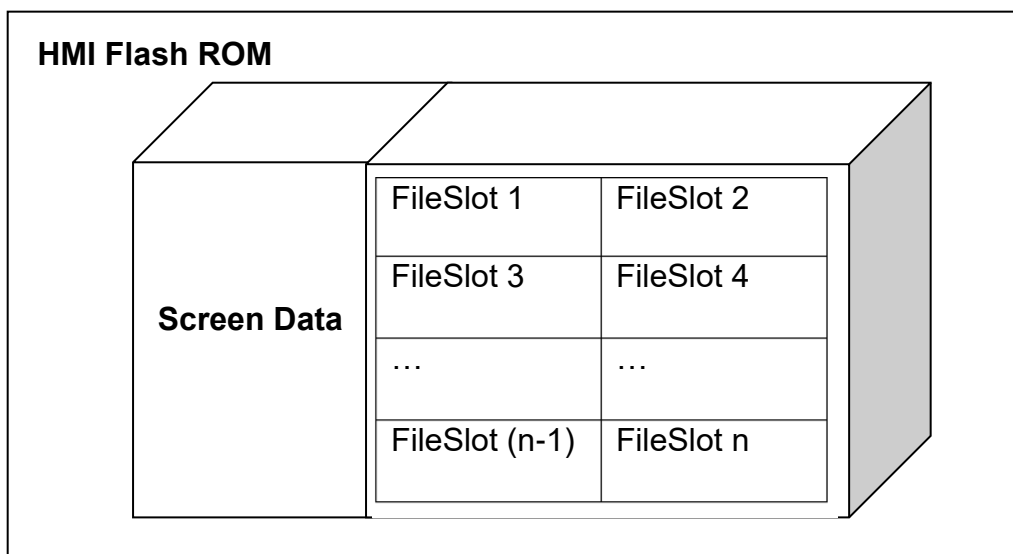 HMI Flash ROM
FileSlot 1
FileSlot 2
FileSlot 3
FileSlot 4
Screen Data
…
…
FileSlot (n-1)
FileSlot n